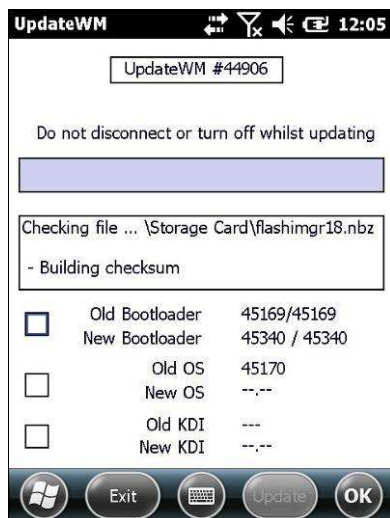 UpdateWM 12:05
UpdateWM #44906
Do not disconnect or turn off whilst updating
Checking file ... \Storage Card\flashimgr18.nbz
- Building checksum
Old Bootloader 45169/45169
New Bootloader 45340 / 45340
Old OS 45170
New OS --.--
Old KDI ---
New KDI --.--
Exit Update OK